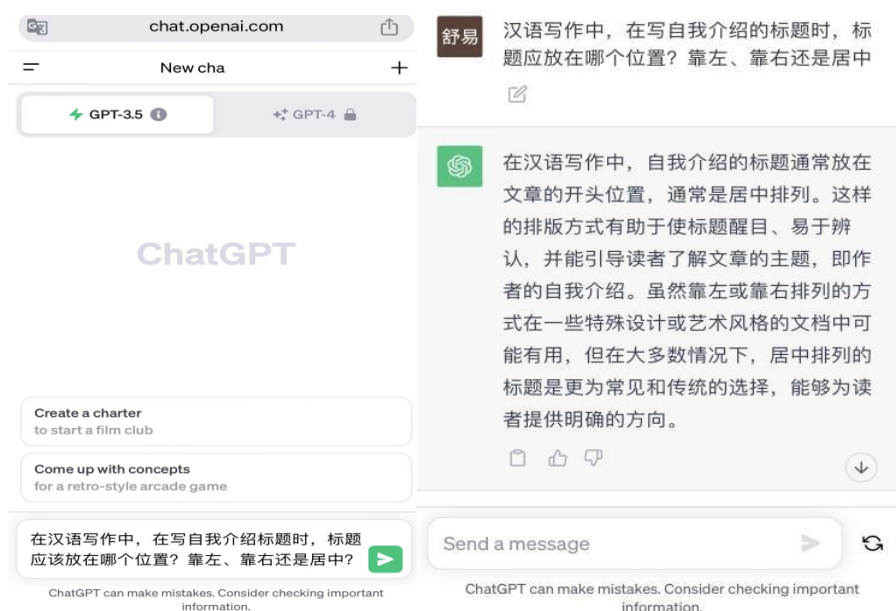 chat.openai.com
New cha
GPT-3.5
GPT-4
ChatGPT
Create a charter
to start a film club
Come up with concepts
for a retro-style arcade game
在汉语写作中，在写自我介绍标题时，标题
应该放在哪个位置？靠左、靠右还是居中？
ChatGPT can make mistakes. Consider checking important
information.
舒易
汉语写作中，在写自我介绍的标题时，标
题应放在哪个位置？靠左、靠右还是居中
在汉语写作中，自我介绍的标题通常放在
文章的开头位置，通常是居中排列。这样
的排版方式有助于使标题醒目、易于辨
认，并能引导读者了解文章的主题，即作
者的自我介绍。虽然靠左或靠右排列的方
式在一些特殊设计或艺术风格的文档中可
能有用，但在大多数情况下，居中排列的
标题是更为常见和传统的选择，能够为读
者提供明确的方向。
Send a message
ChatGPT can make mistakes. Consider checking important
information.